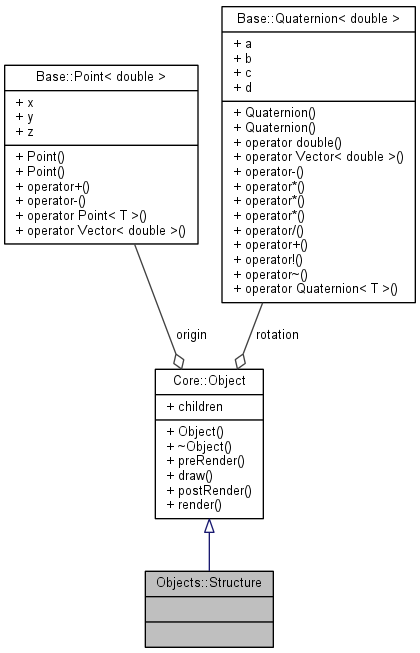 Base::Quaternion< double >
+ a
+ b
+ c
+ d
+ Quaternion()
+ Quaternion()
+ operator double()
+ operator Vector< double >()
+ operator-()
+ operator*()
+ operator*()
+ operator*()
+ operator/()
+ operator+()
+ operator!()
+ operator~()
+ operator Quaternion< T >()
Base::Point< double >
+ x
+ y
+ z
+ Point()
+ Point()
+ operator+()
+ operator-()
+ operator Point< T >()
+ operator Vector< double >()
origin
rotation
Core::Object
+ children
+ Object()
+ ~Object()
+ preRender()
+ draw()
+ postRender()
+ render()
Objects::Structure